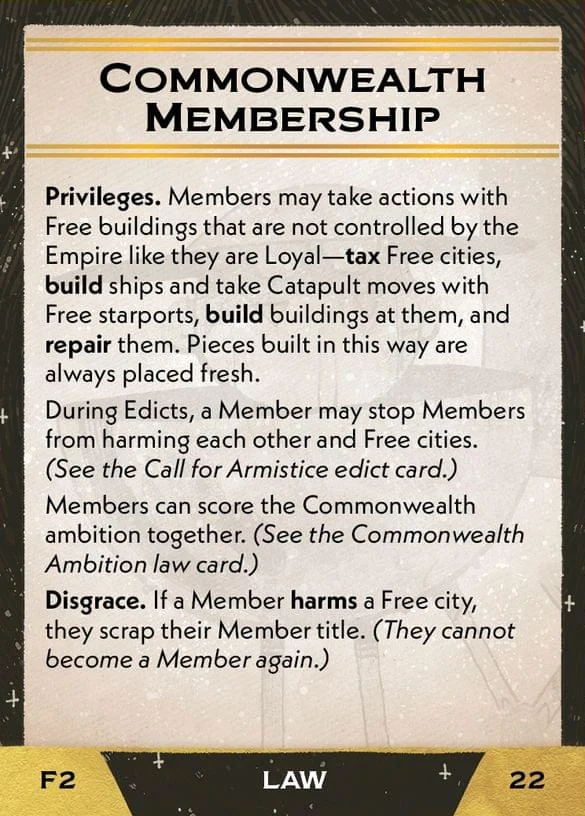 COMMONWEALTH
MEMBERSHIP
Privileges. Members may take actions with
Free buildings that are not controlled by the
Empire like they are Loyal—tax Free cities,
build ships and take Catapult moves with
Free starports, build buildings at them, and
repair them. Pieces built in this way are
always placed fresh.
During Edicts, a Member may stop Members
from harming each other and Free cities.
(See the Call for Armistice edict card.)
Members can score the Commonwealth
ambition together. (See the Commonwealth
Ambition law card.)
Disgrace. If a Member harms a Free city,
they scrap their Member title. (They cannot
become a Member again.)
F2 LAW 22